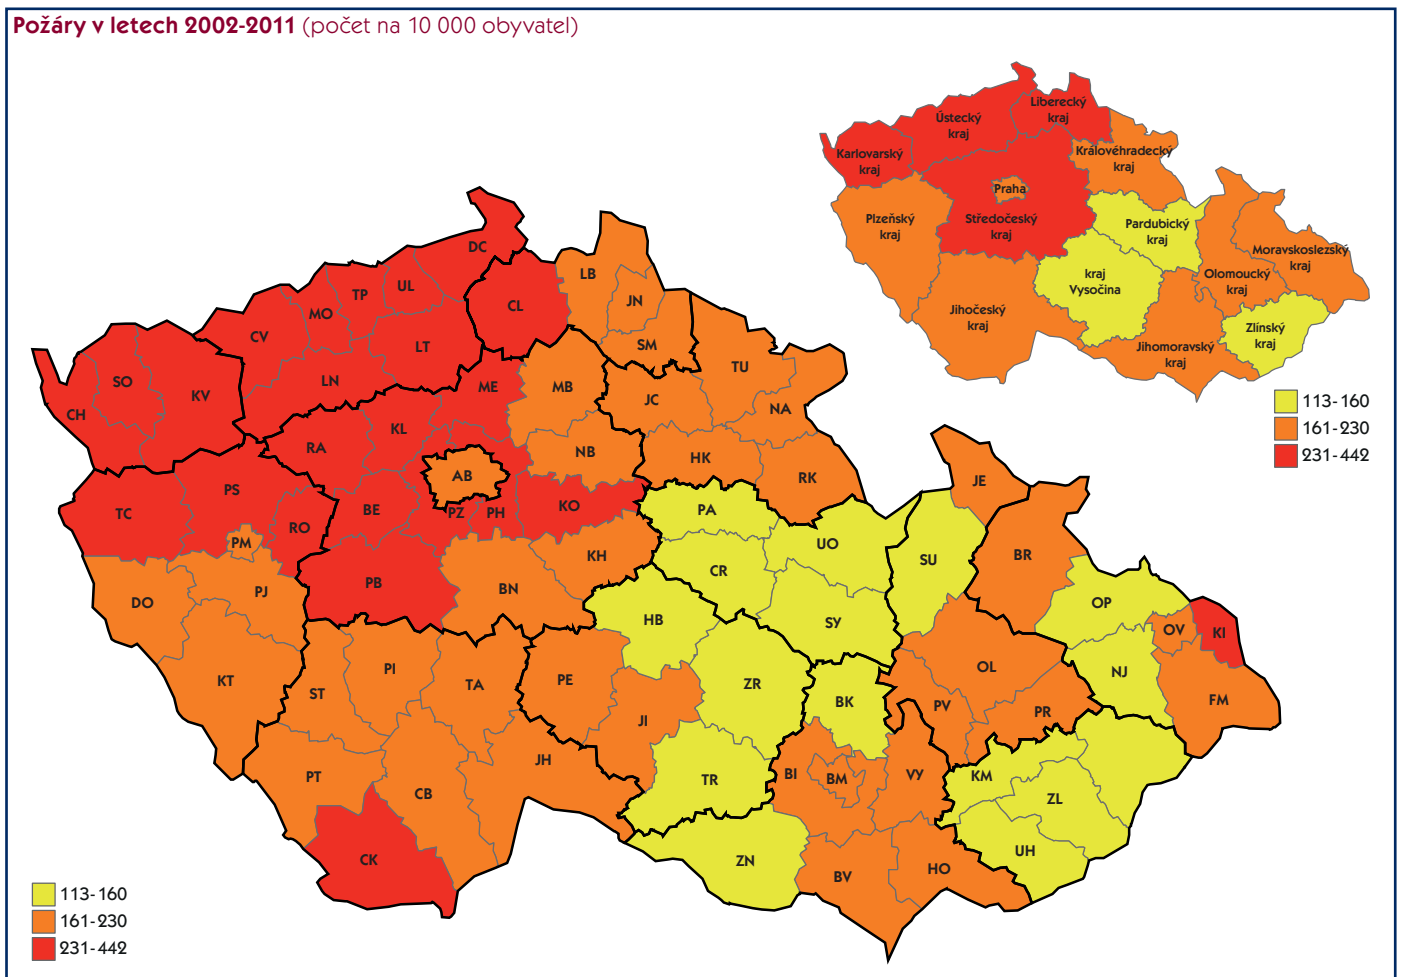 Požáry v letech 2002-2011 (počet na 10 000 obyvatel)
Liberecký
kraj
Ústecký
kraj
Karlovarský
kraj
Královéhradecký
kraj
Praha
Plzeňský
kraj
Středočeský
kraj
Pardubický
kraj
Moravskoslezský
kraj
kraj
Vysočina
Olomoucký
kraj
Jihočeský
kraj
Zlínský
kraj
Jihomoravský
kraj
113-160
161-230
231-442
DC
LB
UL
TP
JN
CL
MO
CV
LT
SM
TU
SO
LN
ME
MB
KV
JC
NA
CH
KL
RA
NB
HK
AB
RK
JE
PS
KO
TC
BE
PZ
PH
PA
RO
PM
UO
BR
KH
SU
CR
PB
BN
PJ
DO
OP
HB
SY
OV
KI
PI
OL
NJ
KT
ST
TA
PE
ZR
BK
FM
JI
PV
PR
JH
PT
TR
BI
BM
VY
KM
CB
ZL
UH
CK
ZN
BV
HO
113-160
161-230
231-442